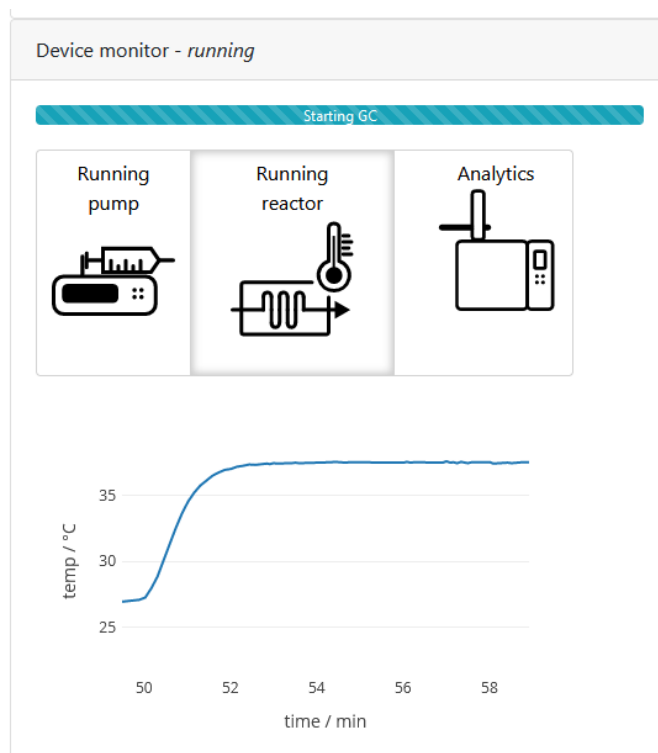 Device monitor - running
Starting GC
Running
pump
Running
reactor
Analytics
35
30
25
temp / °C
50 52 54 56 58
time / min